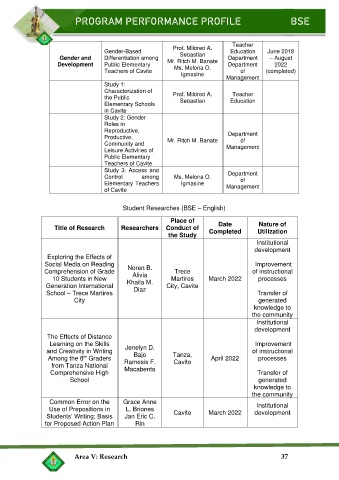 PROGRAM PERFORMANCE PROFILE BSE
Gender and
Development
Gender-Based
Differentiation among
Public Elementary
Teachers of Cavite
Prof. Mildred A.
Sebastian
Mr. Ritch M. Banate
Ms. Melona O.
Igmasine
Teacher
Education
Department
Department
of
Management
June 2018
– August
2022
(completed)
Study 1:
Characterization of
the Public
Elementary Schools
in Cavite
Prof. Mildred A.
Sebastian
Teacher
Education
Study 2: Gender
Roles in
Reproductive,
Productive,
Community and
Leisure Activities of
Public Elementary
Teachers of Cavite
Mr. Ritch M. Banate
Department
of
Management
Study 3: Access and
Control among
Elementary Teachers
of Cavite
Ms. Melona O.
Igmasine
Department
of
Management
Student Researches (BSE – English)
Title of Research
Researchers
Place of
Conduct of
the Study
Date
Completed
Nature of
Utilization
Exploring the Effects of
Social Media on Reading
Comprehension of Grade
10 Students in New
Generation International
School – Trece Martires
City
Noren B.
Alivia
Khaila M.
Diaz
Trece
Martires
City, Cavite
March 2022
Institutional
development
Improvement
of instructional
processes
Transfer of
generated
knowledge to
the community
The Effects of Distance
Learning on the Skills
and Creativity in Writing
Among the 8th Graders
from Tanza National
Comprehensive High
School
Jenelyn D.
Bajo
Ramesis F.
Macabenta
Tanza,
Cavite
April 2022
Institutional
development
Improvement
of instructional
processes
Transfer of
generated
knowledge to
the community
Common Error on the
Use of Prepositions in
Students' Writing: Basis
for Proposed Action Plan
Grace Anne
L. Briones
Jan Eric C.
Rin
Cavite
March 2022
Institutional
development
Area V: Research 37